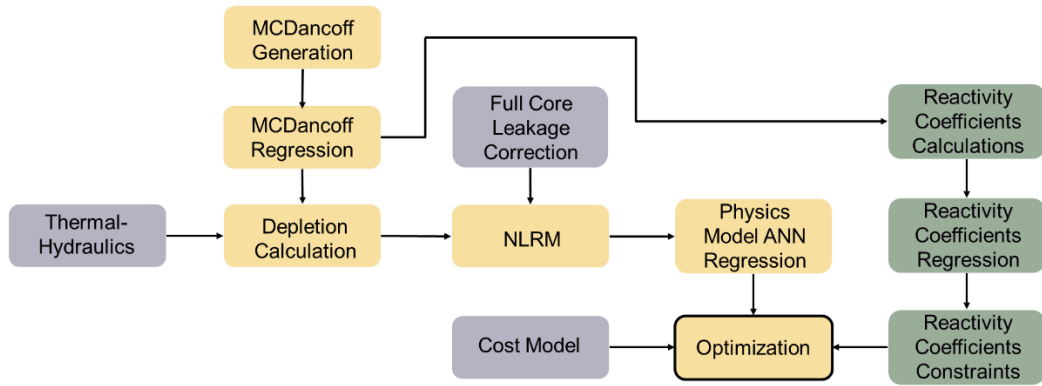 MCDancoff
Generation
MCDancoff
Regression
Full Core
Leakage
Correction
Reactivity
Coefficients
Calculations
Thermal-
Hydraulics
Depletion
Calculation
NLRM
Physics
Model ANN
Regression
Reactivity
Coefficients
Regression
Cost Model
Optimization
Reactivity
Coefficients
Constraints